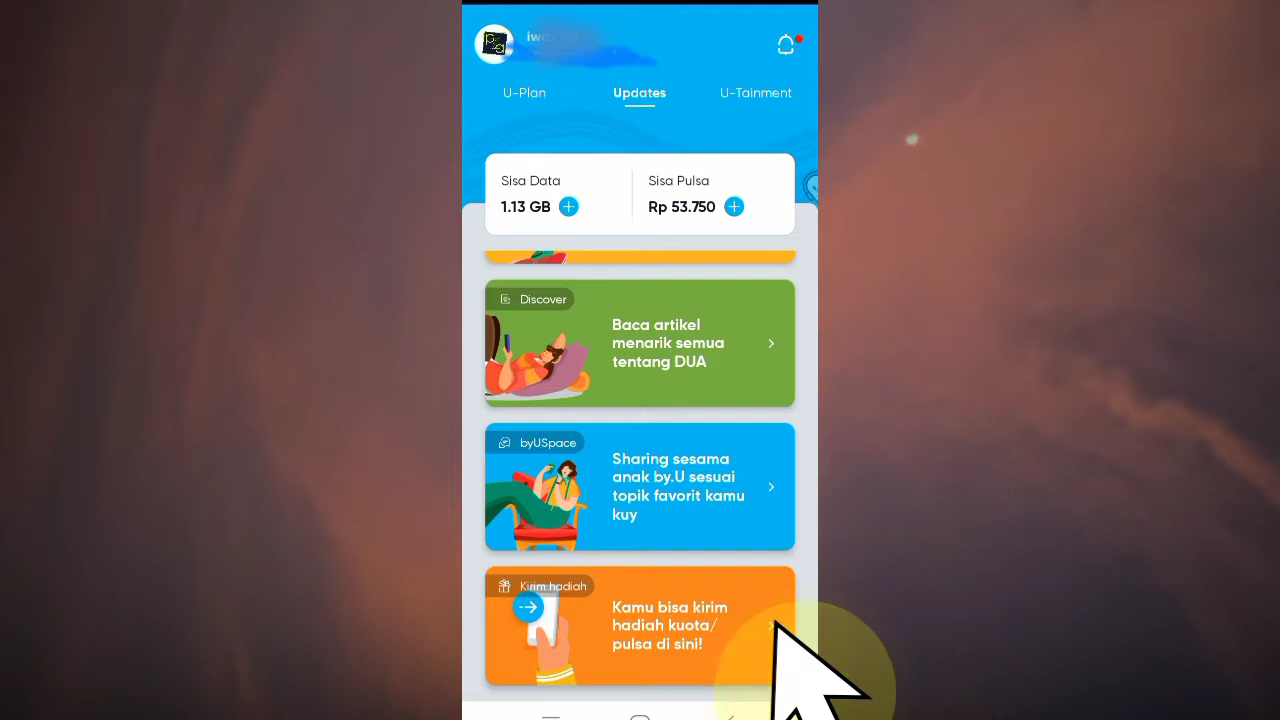 U-Plan
Updates
U-Tainment
Sisa Data
1.13 GB
Sisa Pulsa
Rp 53.750
Discover
Baca artikel
menarik semua
tentang DUA
byUSpace
Sharing sesama
anak by.U sesuai
topik favorit kamu
kuy
Kirim hadiah
Kamu bisa kirim
hadiah kuota/
pulsa di sini!